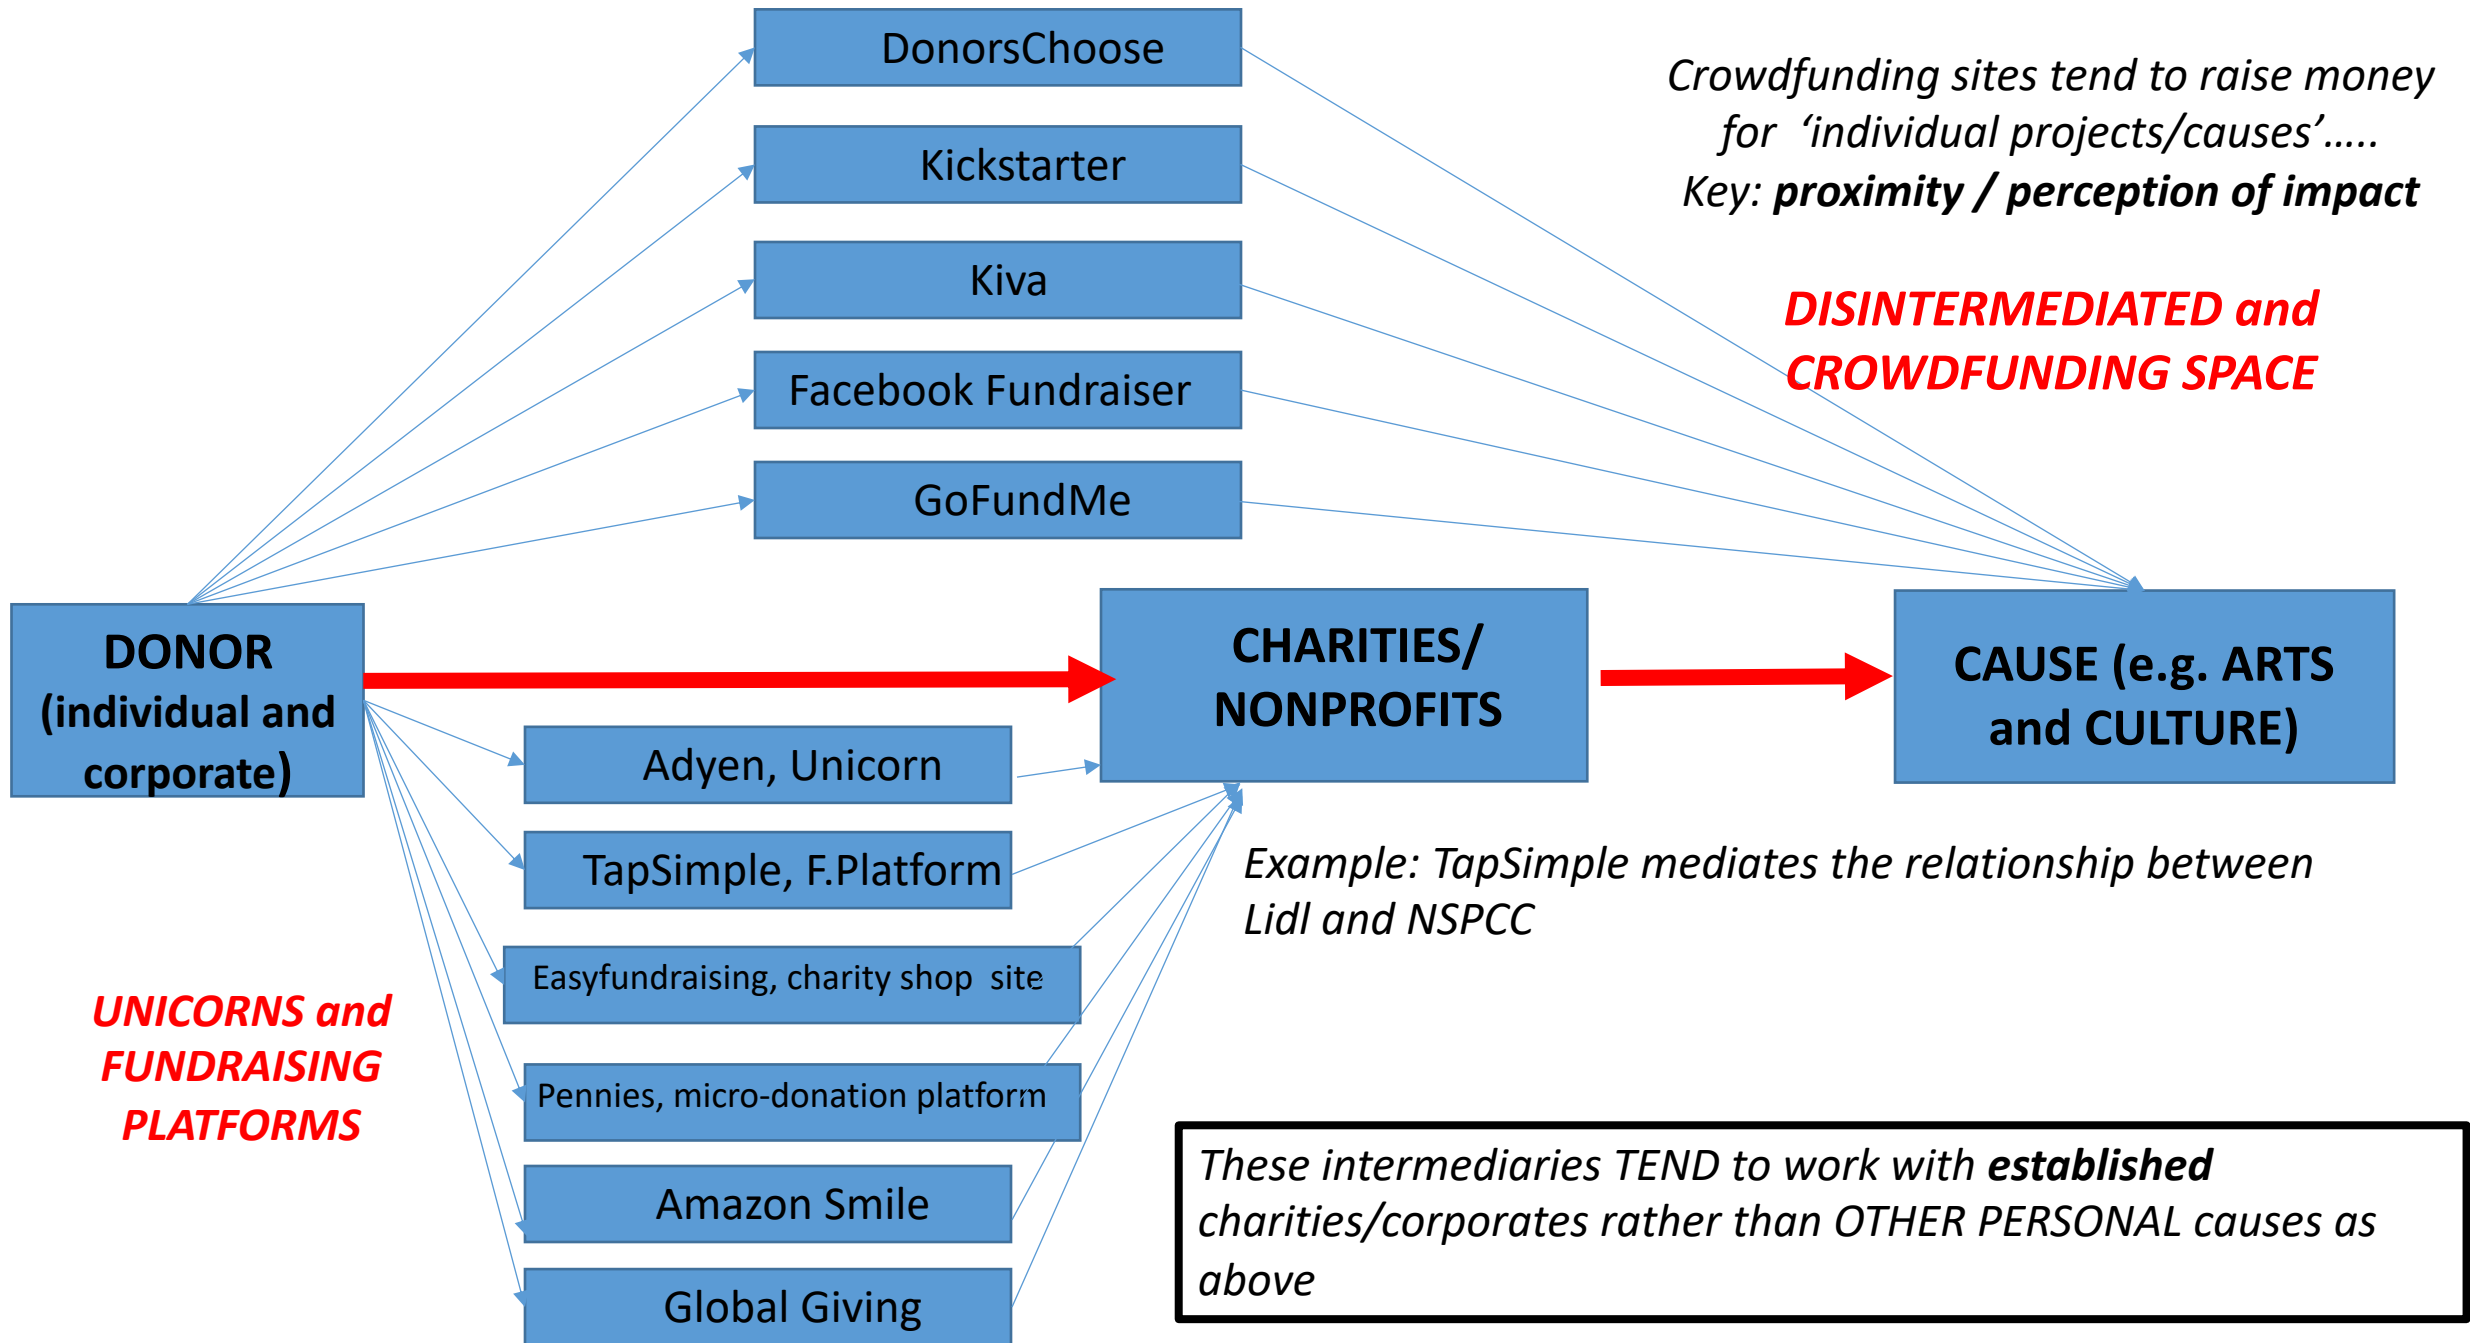 DonorsChoose
Kickstarter
Kiva
Facebook Fundraiser
GoFundMe
Crowdfunding sites tend to raise money
for ‘individual projects/causes’.....
Key: proximity / perception of impact
DISINTERMEDIATED and
CROWDFUNDING SPACE
DONOR
(individual and
corporate)
CHARITIES/
NONPROFITS
CAUSE (e.g. ARTS
and CULTURE)
Adyen, Unicorn
TapSimple, F.Platform
Easyfundraising, charity shop site
Pennies, micro-donation platform
Amazon Smile
Global Giving
Example: TapSimple mediates the relationship between
Lidl and NSPCC
UNICORNS and
FUNDRAISING
PLATFORMS
These intermediaries TEND to work with established
charities/corporates rather than OTHER PERSONAL causes as
above